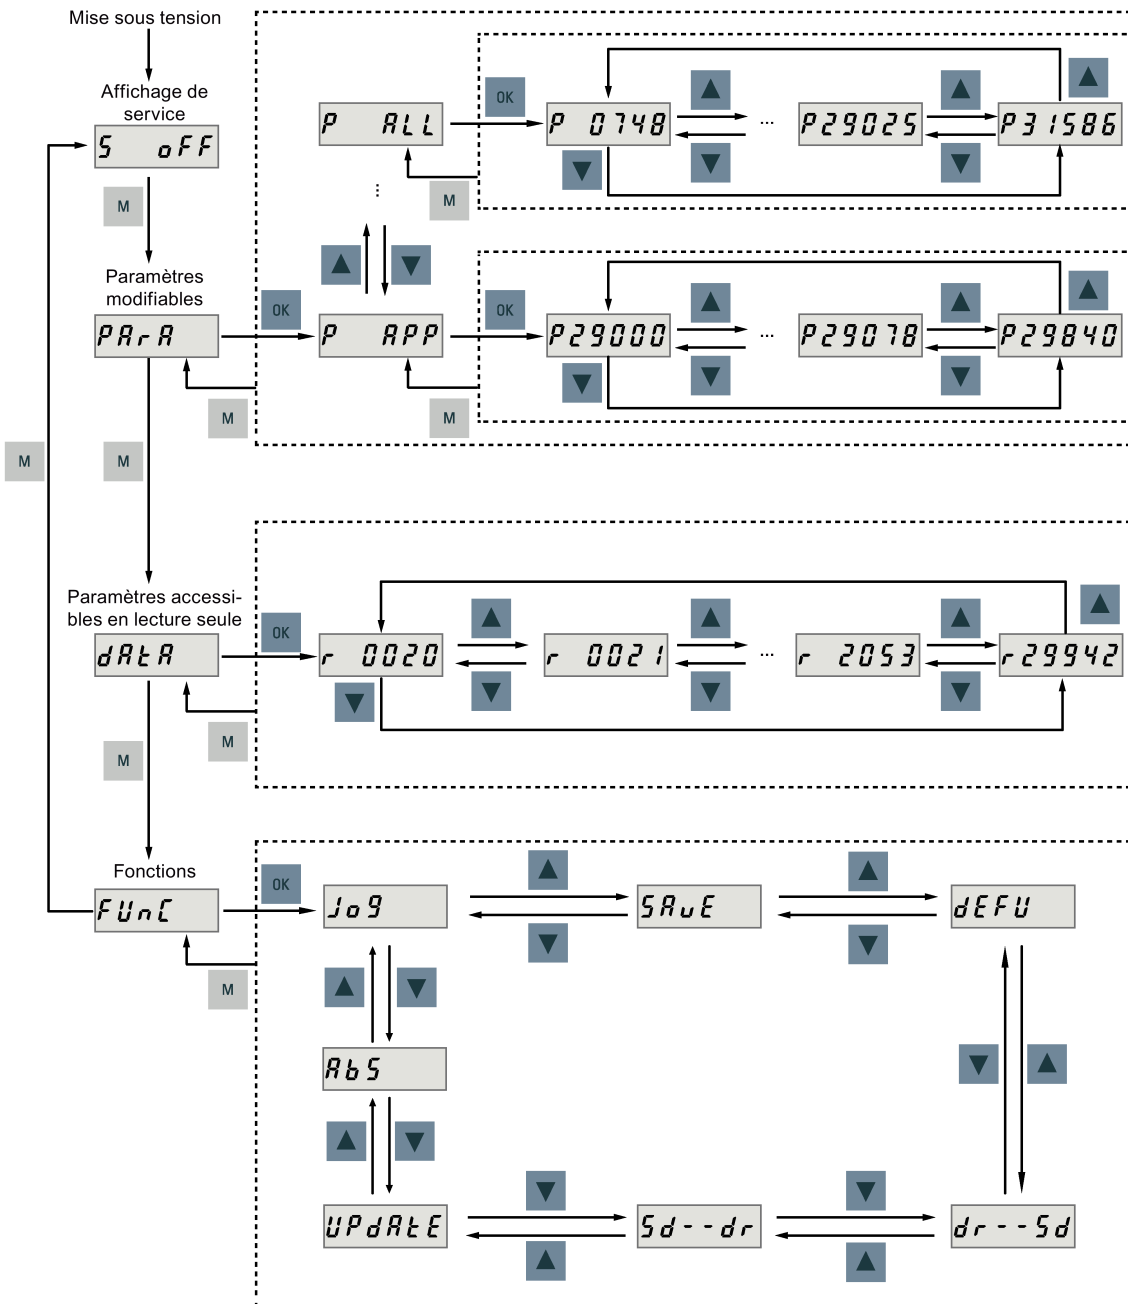 Mise sous tension
Affichage de
service
S oFF
M
Paramètres
modifiables
PArA
M
M
M
Paramètres accessi-
bles en lecture seule
dAtA
M
M
Fonctions
FUnC
M
OK
P ALL
OK
P 0748
...
P29025
P31586
M
...
P APP
OK
P29000
...
P29078
P29840
M
OK
r 0020
r 0021
...
r 2053
r29942
M
OK
Jog
SAvE
dEFU
AbS
UPdAtE
Sd--dr
dr--Sd